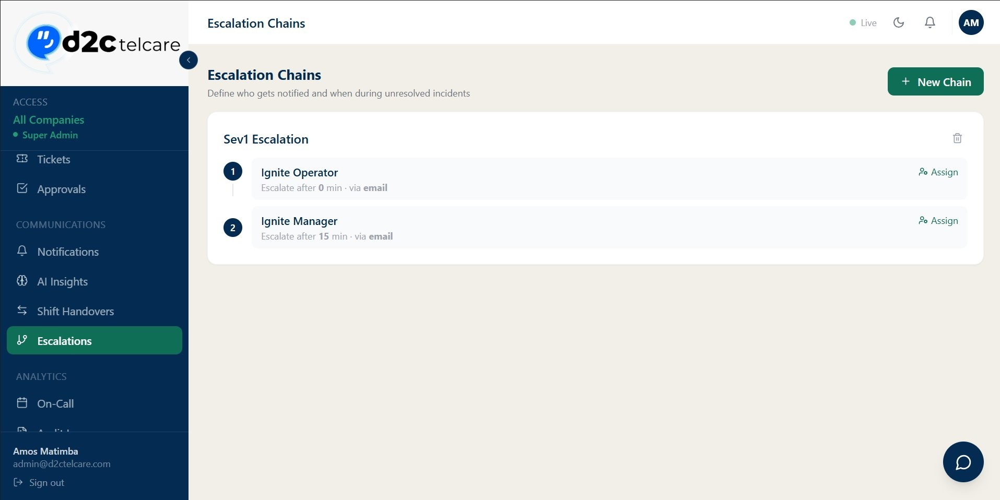 d2c telcare
ACCESS
All Companies
Super Admin
Tickets
Approvals
COMMUNICATIONS
Notifications
AI Insights
Shift Handovers
Escalations
ANALYTICS
On-Call
Amos Matimba
admin@d2ctelcare.com
Sign out
Escalation Chains
Live
AM
Escalation Chains
Define who gets notified and when during unresolved incidents
+ New Chain
Sev1 Escalation
1
Ignite Operator
Escalate after 0 min · via email
Assign
2
Ignite Manager
Escalate after 15 min · via email
Assign